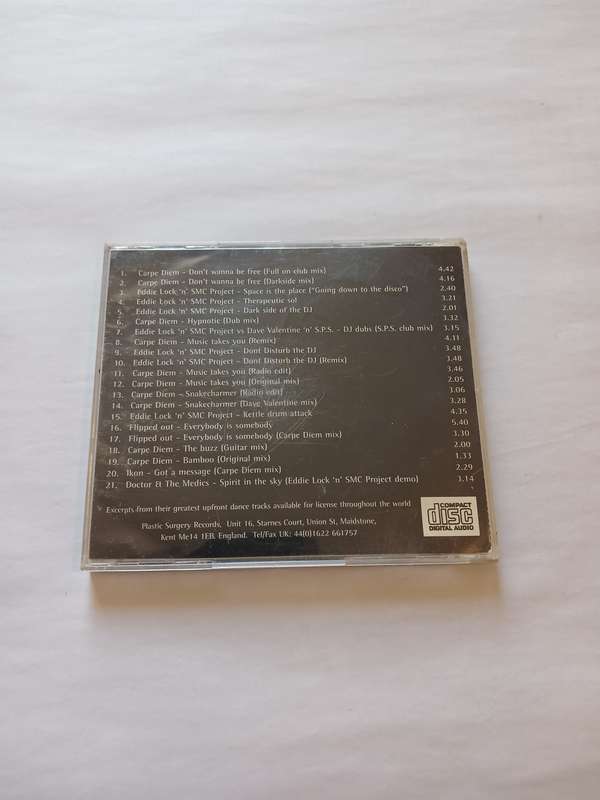 1. Carpe Diem - Don't wanna be free (Full on club mix) 4.42
2. Carpe Diem - Don't wanna be free (Darkside mix) 4.16
3. Eddie Lock 'n' SMC Project - Space is the place ("Going down to the disco") 2.40
4. Eddie Lock 'n' SMC Project - Therapeutic sol 3.21
5. Eddie Lock 'n' SMC Project - Dark side of the DJ 2.01
6. Carpe Diem - Hypnotic (Dub mix) 3.32
7. Eddie Lock 'n' SMC Project vs Dave Valentine 'n' S.P.S. - DJ dubs (S.P.S. club mix) 3.15
8. Carpe Diem - Music takes you (Remix) 4.11
9. Eddie Lock 'n' SMC Project - Dont Disturb the DJ 3.48
10. Eddie Lock 'n' SMC Project - Dont Disturb the DJ (Remix) 3.48
11. Carpe Diem - Music takes you (Radio edit) 3.46
12. Carpe Diem - Music takes you (Original mix) 2.05
13. Carpe Diem - Snakecharmer (Radio edit) 3.06
14. Carpe Diem - Snakecharmer (Dave Valentine mix) 3.28
15. Eddie Lock 'n' SMC Project - Kettle drum attack 4.35
16. Flipped out - Everybody is somebody 5.40
17. Flipped out - Everybody is somebody (Carpe Diem mix) 3.30
18. Carpe Diem - The buzz (Guitar mix) 2.00
19. Carpe Diem - Bamboo (Original mix) 1.33
20. Ikon - Got a message (Carpe Diem mix) 2.29
21. Doctor & The Medics - Spirit in the sky (Eddie Lock 'n' SMC Project demo) 3.14
Excerpts from their greatest upfront dance tracks available for license throughout the world
Plastic Surgery Records, Unit 16, Starnes Court, Union St, Maidstone,
Kent Me14 1EB. England. Tel/Fax UK: 44(0)1622 661757
COMPACT
disc
DIGITAL AUDIO